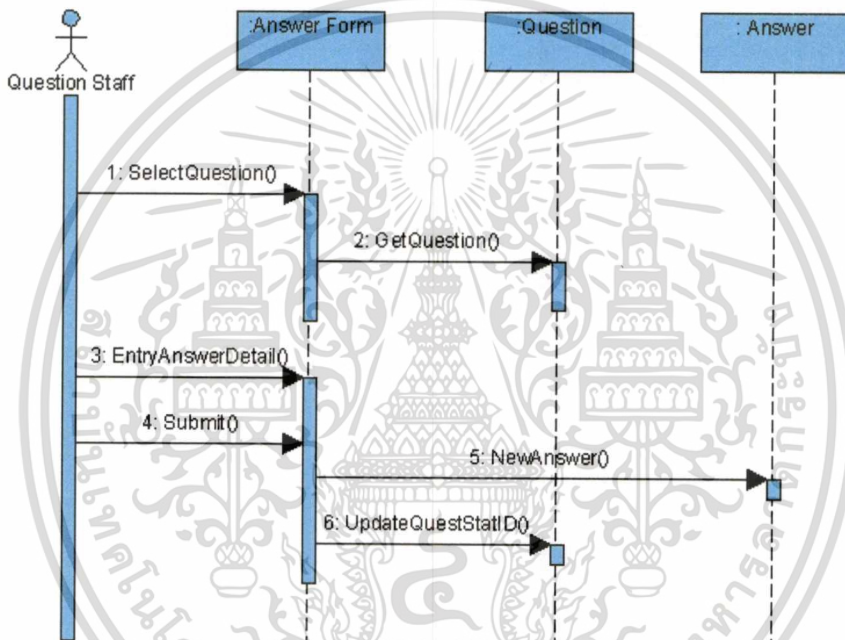 :Answer Form
:Question
: Answer
Question Staff
1: SelectQuestion()
2: GetQuestion()
3: EntryAnswerDetail()
4: Submit()
5: NewAnswer()
6: UpdateQuestStatID()